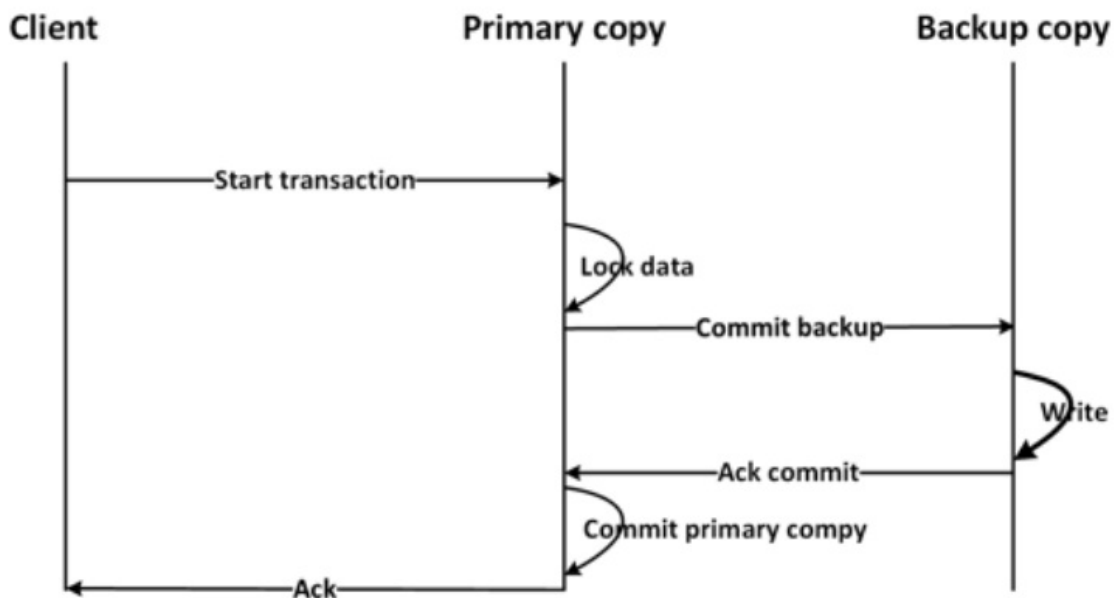 Client
Primary copy
Backup copy
Start transaction
Lock data
Commit backup
Write
Ack commit
Commit primary compy
Ack